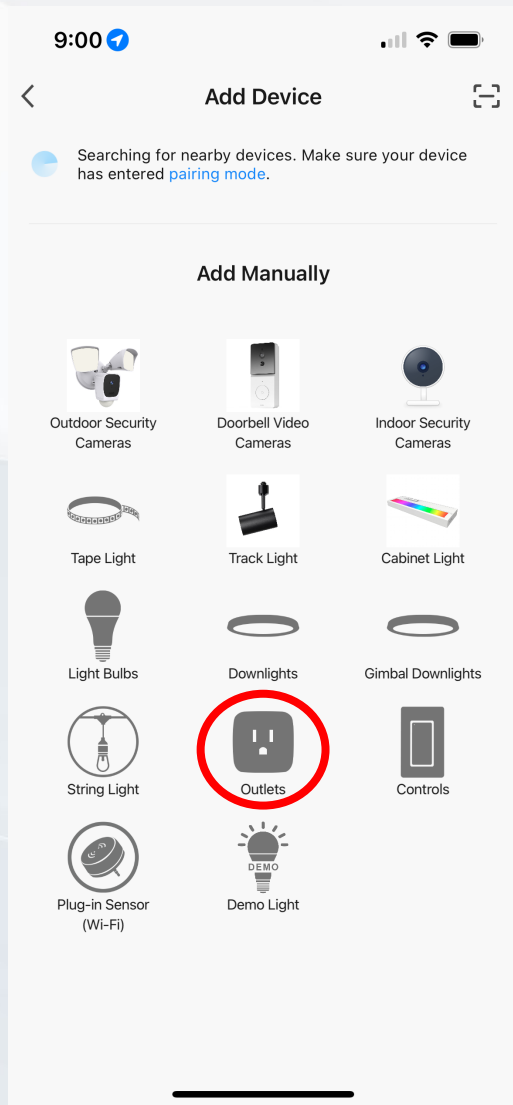 9:00
Add Device
Searching for nearby devices. Make sure your device
has entered pairing mode.
Add Manually
Outdoor Security
Cameras
Doorbell Video
Cameras
Indoor Security
Cameras
Tape Light
Track Light
Cabinet Light
Light Bulbs
Downlights
Gimbal Downlights
String Light
Outlets
Controls
DEMO
Plug-in Sensor
(Wi-Fi)
Demo Light